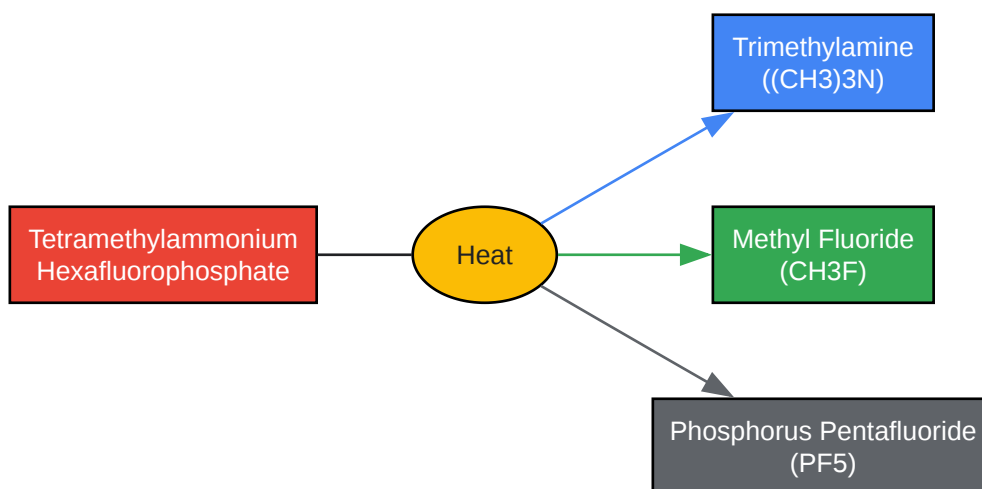 Trimethylamine
((CH3)3N)
Tetramethylammonium
Hexafluorophosphate
Heat
Methyl Fluoride
(CH3F)
Phosphorus Pentafluoride
(PF5)